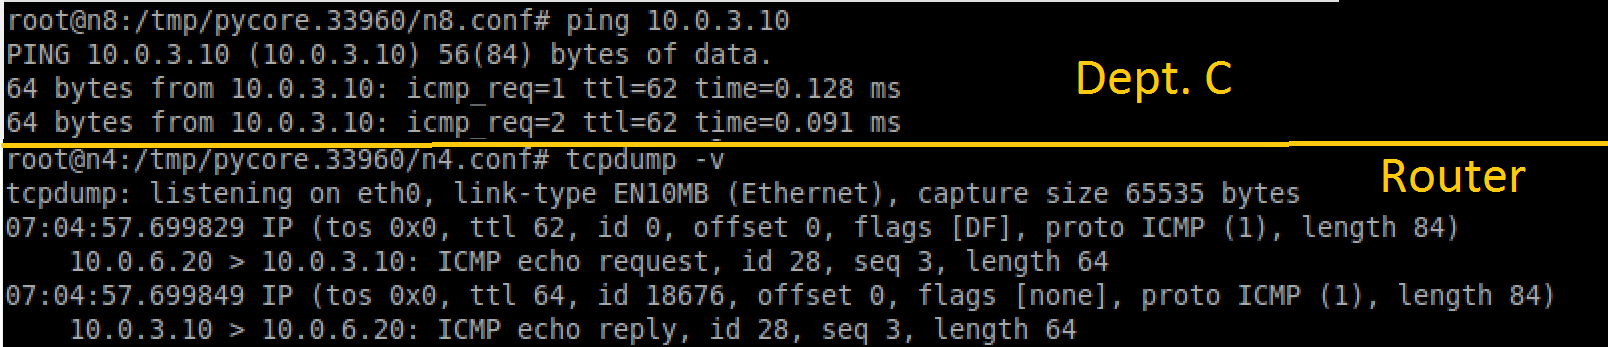 root@n8:/tmp/pycore.33960/n8.conf# ping 10.0.3.10
PING 10.0.3.10 (10.0.3.10) 56(84) bytes of data.
64 bytes from 10.0.3.10: icmp_req=1 ttl=62 time=0.128 ms
64 bytes from 10.0.3.10: icmp_req=2 ttl=62 time=0.091 ms
Dept. C
root@n4:/tmp/pycore.33960/n4.conf# tcpdump -v
Router
tcpdump: listening on eth0, link-type EN10MB (Ethernet), capture size 65535 bytes
07:04:57.699829 IP (tos 0x0, ttl 62, id 0, offset 0, flags [DF], proto ICMP (1), length 84)
    10.0.6.20 > 10.0.3.10: ICMP echo request, id 28, seq 3, length 64
07:04:57.699849 IP (tos 0x0, ttl 64, id 18676, offset 0, flags [none], proto ICMP (1), length 84)
    10.0.3.10 > 10.0.6.20: ICMP echo reply, id 28, seq 3, length 64